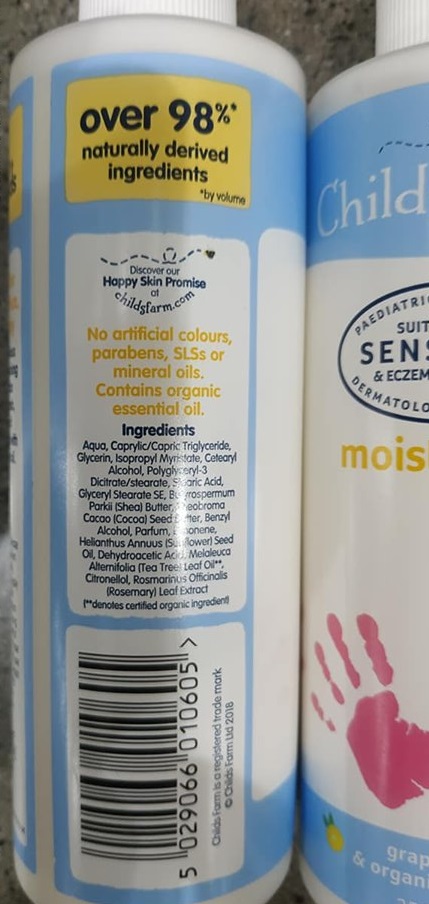 over 98%*
naturally derived
ingredients
*by volume
Discover our
Happy Skin Promise
at
childsfarm.com
No artificial colours,
parabens, SLSs or
mineral oils.
Contains organic
essential oil.
Ingredients
Aqua, Caprylic/Capric Triglyceride,
Glycerin, Isopropyl Myristate, Cetearyl
Alcohol, Polyglyceryl-3
Dicitrate/stearate, Stearic Acid,
Glyceryl Stearate SE, Butyrospermum
Parkii (Shea) Butter, Theobroma
Cacao (Cocoa) Seed Butter, Benzyl
Alcohol, Parfum, Limonene,
Helianthus Annuus (Sunflower) Seed
Oil, Dehydroacetic Acid, Melaleuca
Alternifolia (Tea Tree) Leaf Oil**,
Citronellol, Rosmarinus Officinalis
(Rosemary) Leaf Extract
(**denotes certified organic ingredient)
5 029066 010605 >
Childs Farm is a registered trade mark
© Childs Farm Ltd 2018
Child
PAEDIATRI
SUIT
SENS
& ECZEM
DERMATOLO
mois
grap
& organi